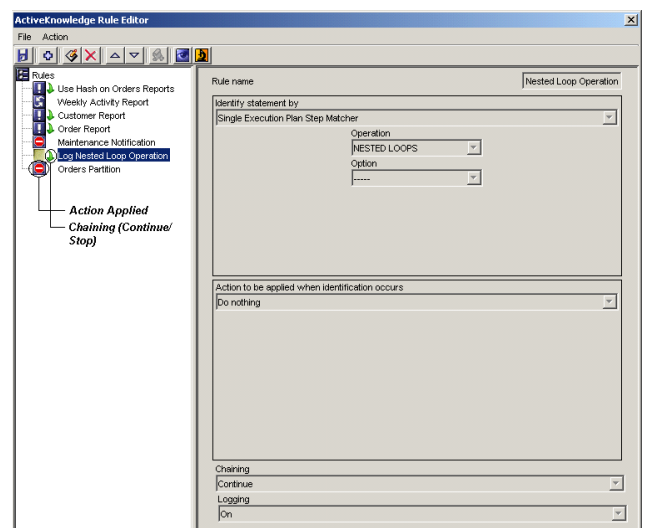 ActiveKnowledge Rule Editor
File Action
Rules
Use Hash on Orders Reports
Weekly Activity Report
Customer Report
Order Report
Maintenance Notification
Log Nested Loop Operation
Orders Partition
Action Applied
Chaining (Continue/
Stop)
Rule name
Nested Loop Operation
Identify statement by
Single Execution Plan Step Matcher
Operation
NESTED LOOPS
Option
-----
Action to be applied when identification occurs
Do nothing
Chaining
Continue
Logging
On